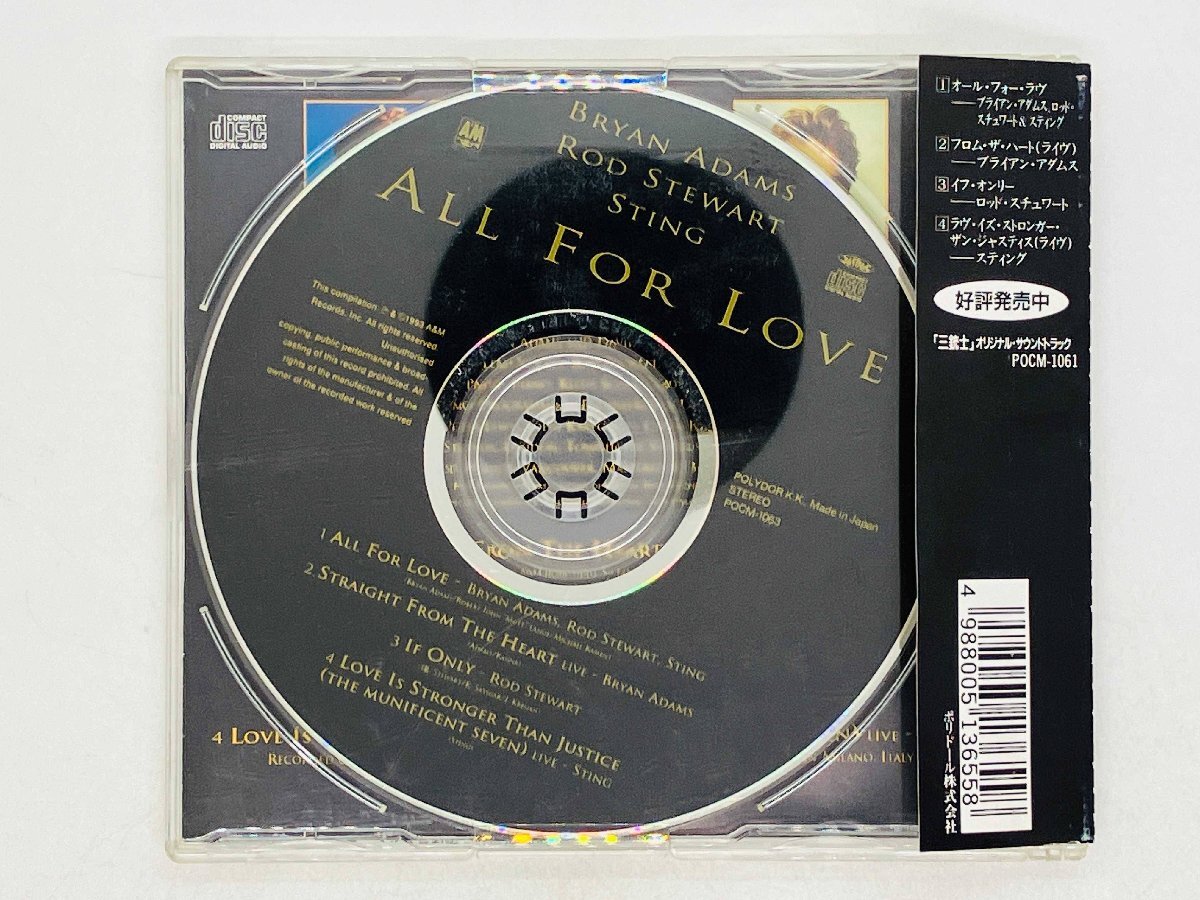 COMPACT
disc
DIGITAL AUDIO
A&M
BRYAN ADAMS
ROD STEWART
STING
ALL FOR LOVE
This compilation ℗ & ©1993 A&M
Records, Inc. All rights reserved.
Unauthorised
copying, public performance & broad
casting of this record prohibited. All
rights of the manufacturer & of the
owner of the recorded work reserved
POLYDOR K.K., Made in Japan
STEREO
POCM-1063
1 ALL FOR LOVE - BRYAN ADAMS, ROD STEWART, STING
2 STRAIGHT FROM THE HEART LIVE - BRYAN ADAMS
3 IF ONLY - ROD STEWART
4 LOVE IS STRONGER THAN JUSTICE
(THE MUNIFICENT SEVEN) LIVE - STING
4 LOVE IS
LIVE -
MILANO, ITALY
1 オール・フォー・ラヴ
──ブライアン・アダムス、ロッド・
スチュワート&スティング
2 フロム・ザ・ハート(ライヴ)
──ブライアン・アダムス
3 イフ・オンリー
──ロッド・スチュワート
4 ラヴ・イズ・ストロンガー・
ザン・ジャスティス(ライヴ)
──スティング
好評発売中
「三銃士」オリジナル・サウンドトラック
POCM-1061
4 988005 136558
ポリドール株式会社